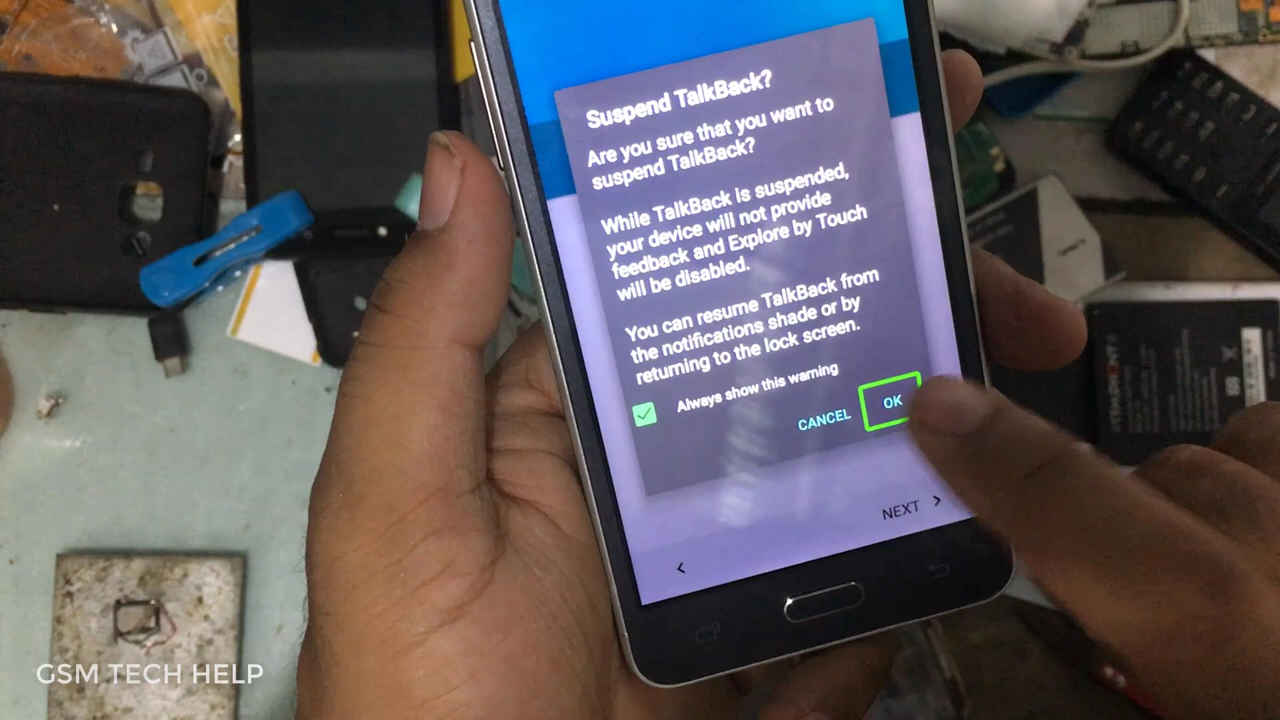 Suspend TalkBack?
Are you sure that you want to
suspend TalkBack?
While TalkBack is suspended,
your device will not provide
feedback and Explore by Touch
will be disabled.
You can resume TalkBack from
the notifications shade or by
returning to the lock screen.
Always show this warning
CANCEL
OK
NEXT >
<
GSM TECH HELP